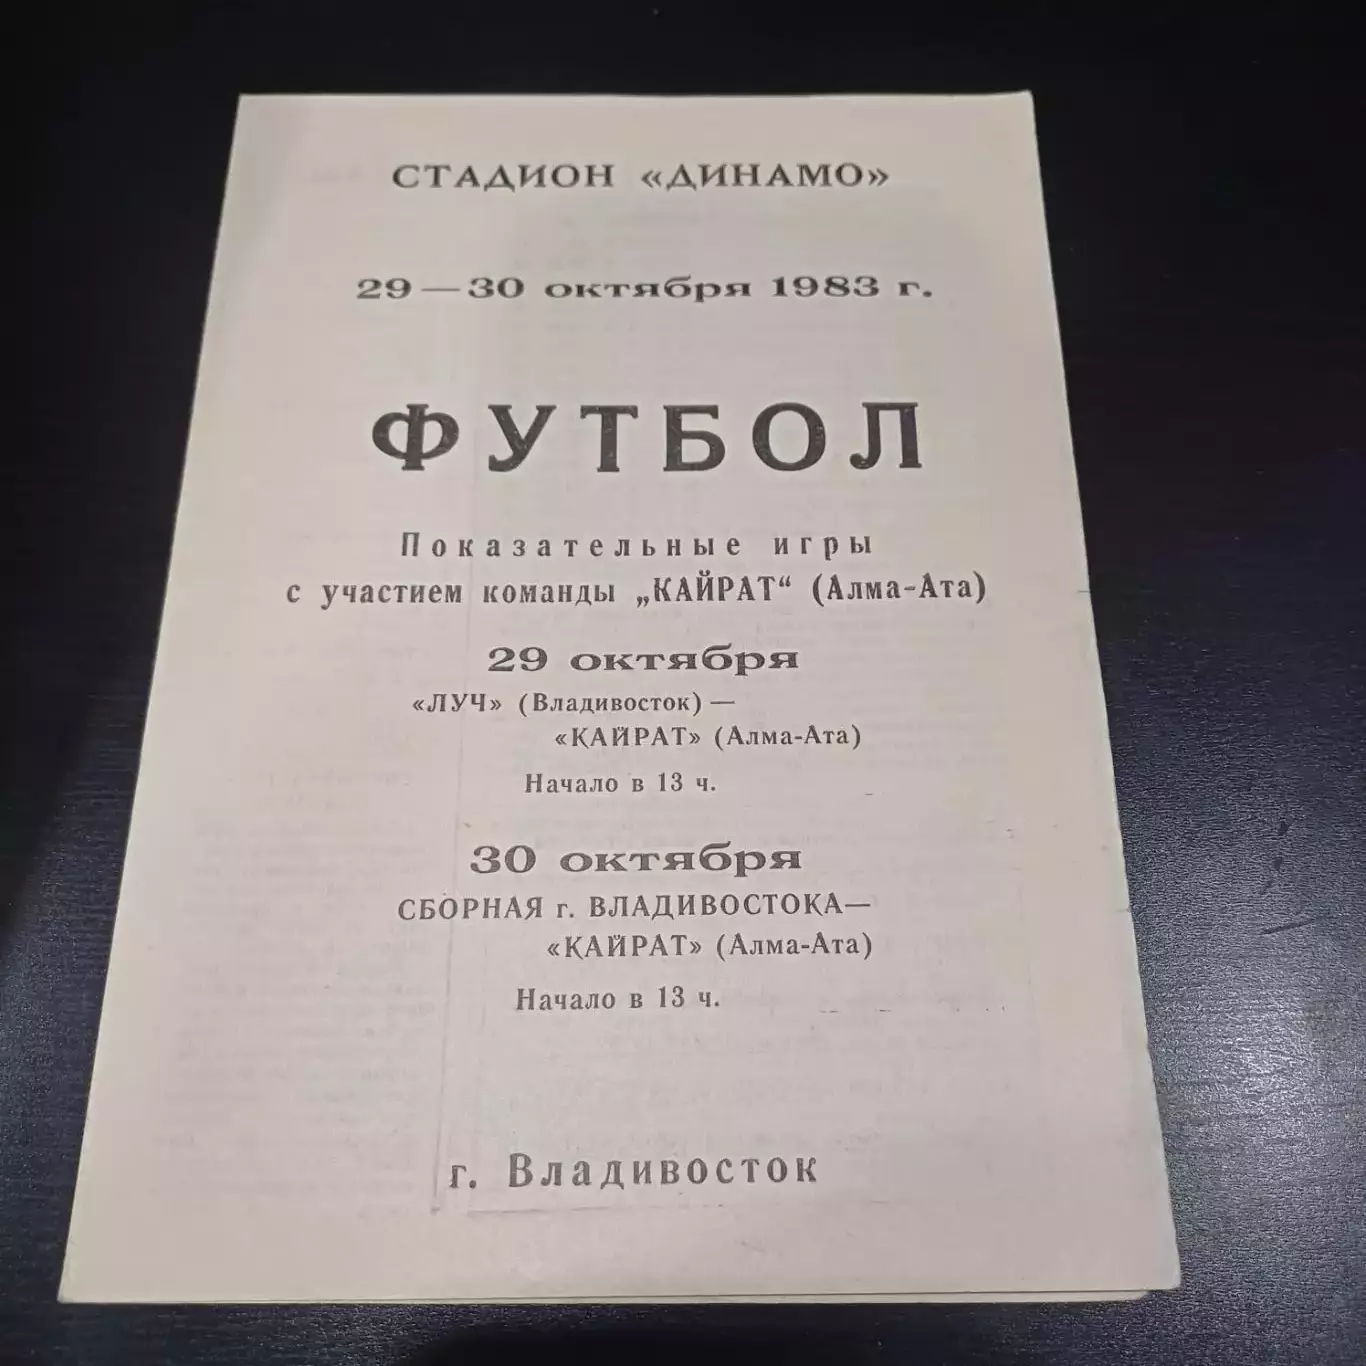 СТАДИОН «ДИНАМО»
29 — 30 октября 1983 г.
ФУТБОЛ
Показательные игры
с участием команды „КАЙРАТ“ (Алма-Ата)
29 октября
«ЛУЧ» (Владивосток) —
«КАЙРАТ» (Алма-Ата)
Начало в 13 ч.
30 октября
СБОРНАЯ г. ВЛАДИВОСТОКА—
«КАЙРАТ» (Алма-Ата)
Начало в 13 ч.
г. Владивосток